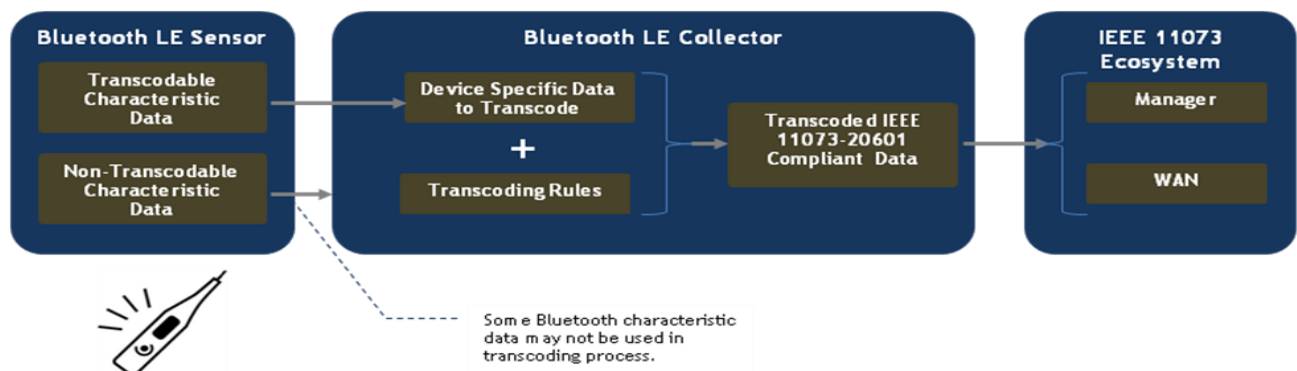 Bluetooth LE Sensor
Transcodable
Characteristic
Data
Non-Transcodable
Characteristic
Data
Bluetooth LE Collector
Device Specific Data
to Transcode
+
Transcoding Rules
Transcoded IEEE
11073-20601
Compliant Data
IEEE 11073
Ecosystem
Manager
WAN
Some Bluetooth characteristic
data may not be used in
transcoding process.